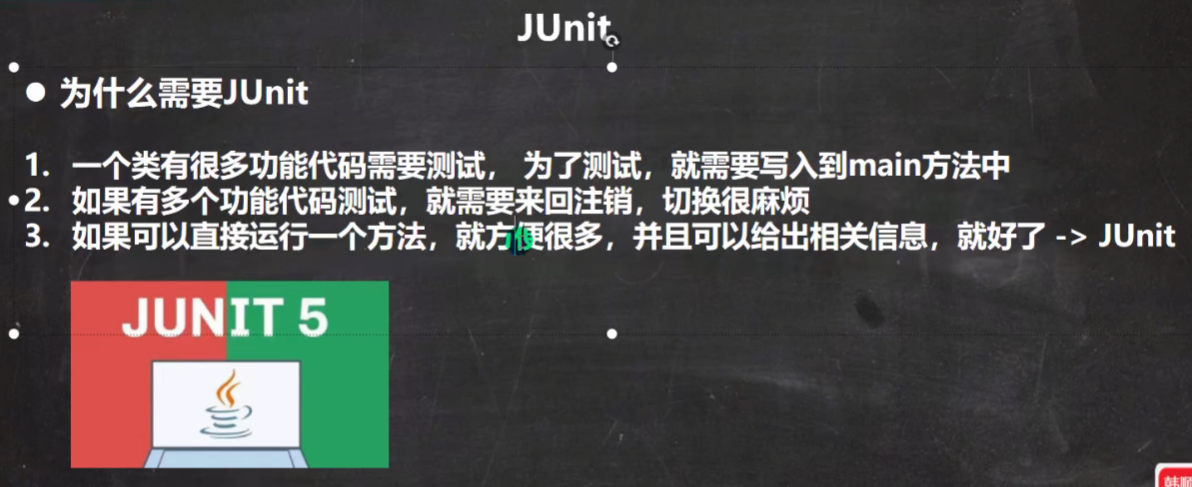 JUnit
● 为什么需要JUnit
1. 一个类有很多功能代码需要测试， 为了测试，就需要写入到main方法中
2. 如果有多个功能代码测试，就需要来回注销，切换很麻烦
3. 如果可以直接运行一个方法，就方便很多，并且可以给出相关信息，就好了 -> JUnit
JUNIT 5